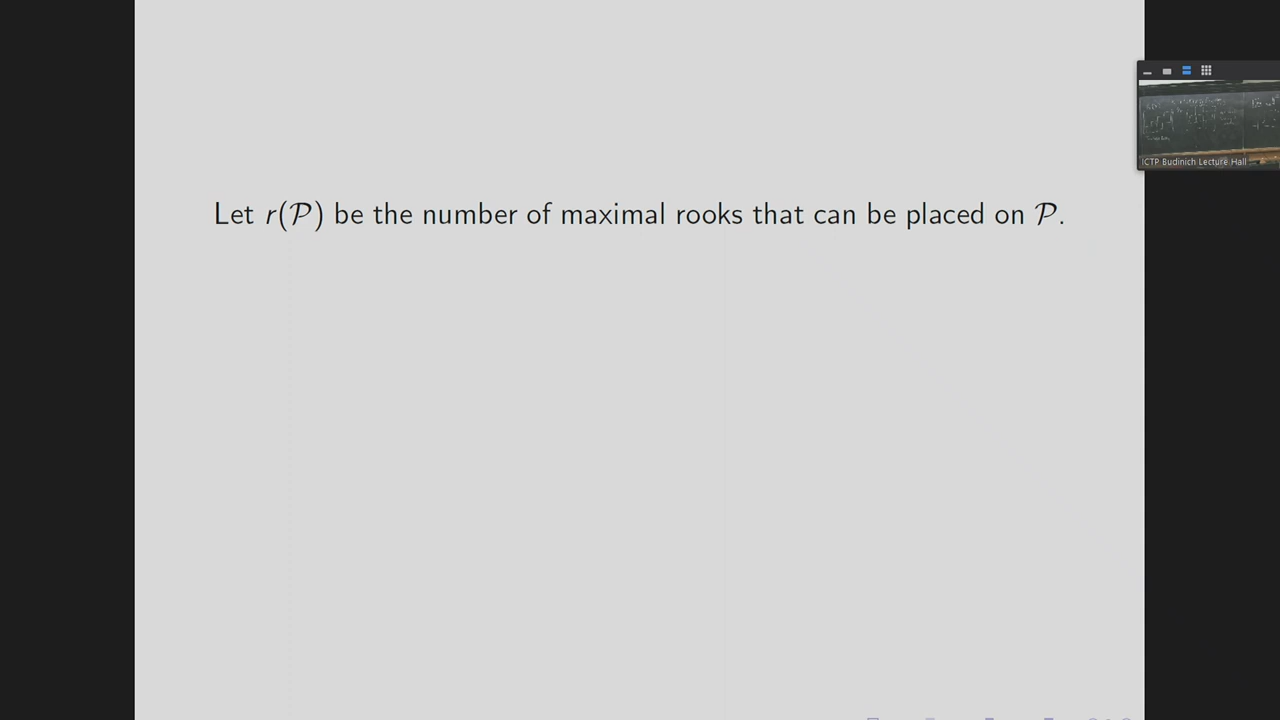 Let r(𝒫) be the number of maximal rooks that can be placed on 𝒫.
ICTP Budinich Lecture Hall